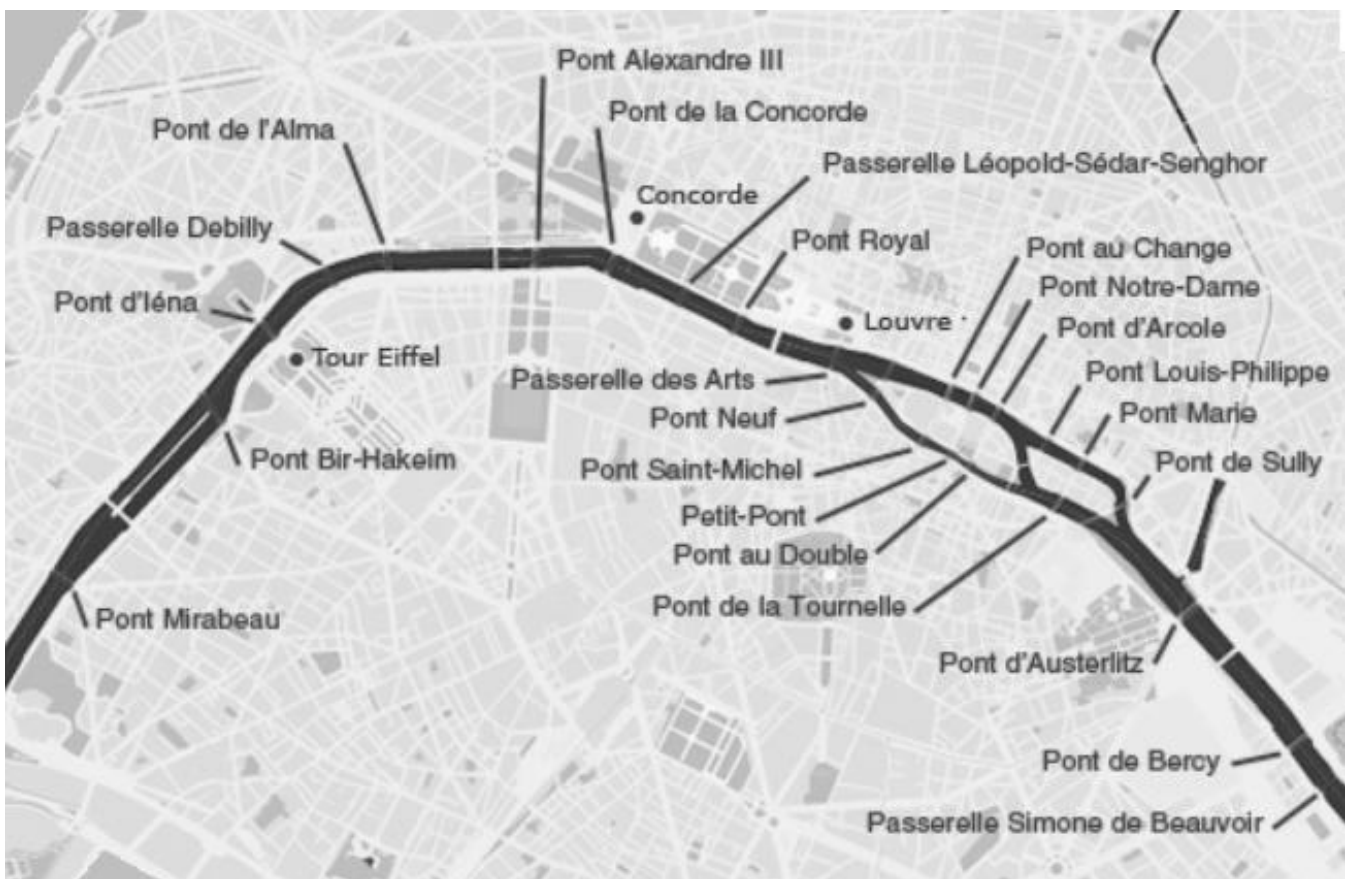 Pont Alexandre III
Pont de la Concorde
Pont de l'Alma
Passerelle Léopold-Sédar-Senghor
Concorde
Passerelle Debilly
Pont Royal
Pont au Change
Pont Notre-Dame
Pont d'Iéna
Louvre
Pont d'Arcole
Tour Eiffel
Passerelle des Arts
Pont Louis-Philippe
Pont Neuf
Pont Marie
Pont Bir-Hakeim
Pont Saint-Michel
Pont de Sully
Petit-Pont
Pont au Double
Pont de la Tournelle
Pont Mirabeau
Pont d'Austerlitz
Pont de Bercy
Passerelle Simone de Beauvoir